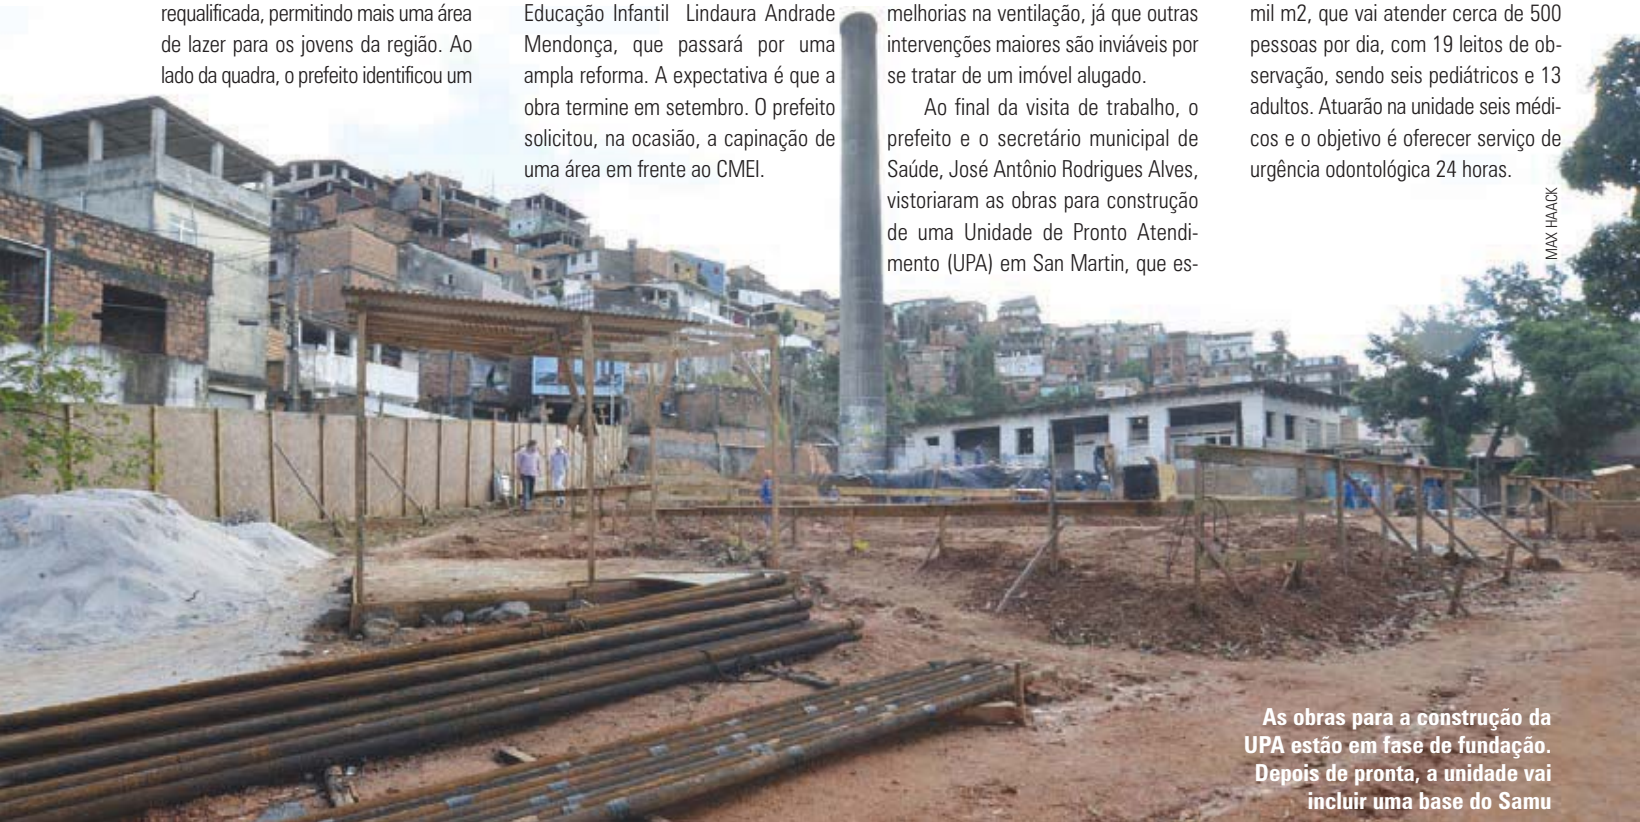 requalificada, permitindo mais uma área
de lazer para os jovens da região. Ao
lado da quadra, o prefeito identificou um
Educação Infantil Lindaura Andrade
Mendonça, que passará por uma
ampla reforma. A expectativa é que a
obra termine em setembro. O prefeito
solicitou, na ocasião, a capinação de
uma área em frente ao CMEI.
melhorias na ventilação, já que outras
intervenções maiores são inviáveis por
se tratar de um imóvel alugado.
Ao final da visita de trabalho, o
prefeito e o secretário municipal de
Saúde, José Antônio Rodrigues Alves,
vistoriaram as obras para construção
de uma Unidade de Pronto Atendi-
mento (UPA) em San Martin, que es-
mil m2, que vai atender cerca de 500
pessoas por dia, com 19 leitos de ob-
servação, sendo seis pediátricos e 13
adultos. Atuarão na unidade seis médi-
cos e o objetivo é oferecer serviço de
urgência odontológica 24 horas.
MAX HAACK
As obras para a construção da
UPA estão em fase de fundação.
Depois de pronta, a unidade vai
incluir uma base do Samu